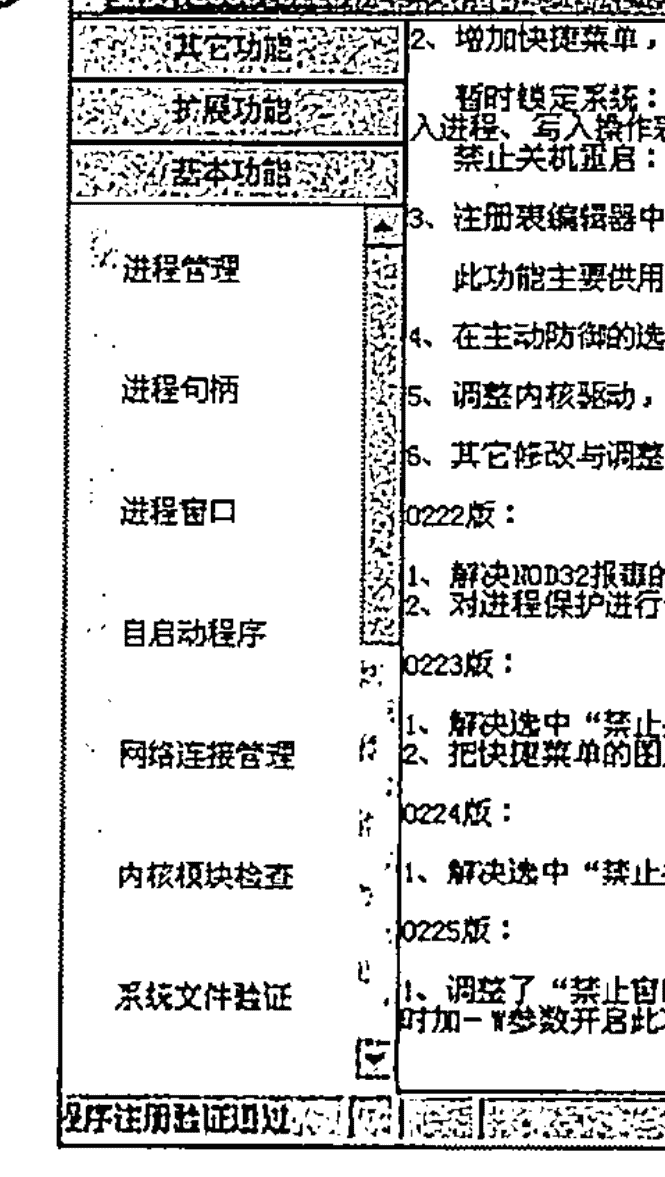 其它功能
扩展功能
基本功能
进程管理
进程句柄
进程窗口
自启动程序
网络连接管理
内核模块检查
系统文件验证
程序注册验证通过
2、增加快捷菜单，
暂时锁定系统：
入进程、写入操作
禁止关机重启：
3、注册表编辑器中
此功能主要供用
4、在主动防御的选
5、调整内核驱动，
6、其它修改与调整
0222版：
1、解决NOD32报毒的
2、对进程保护进行
0223版：
1、解决选中“禁止
2、把快捷菜单的图
0224版：
1、解决选中“禁止
0225版：
1、调整了“禁止窗
时加-W参数开启此